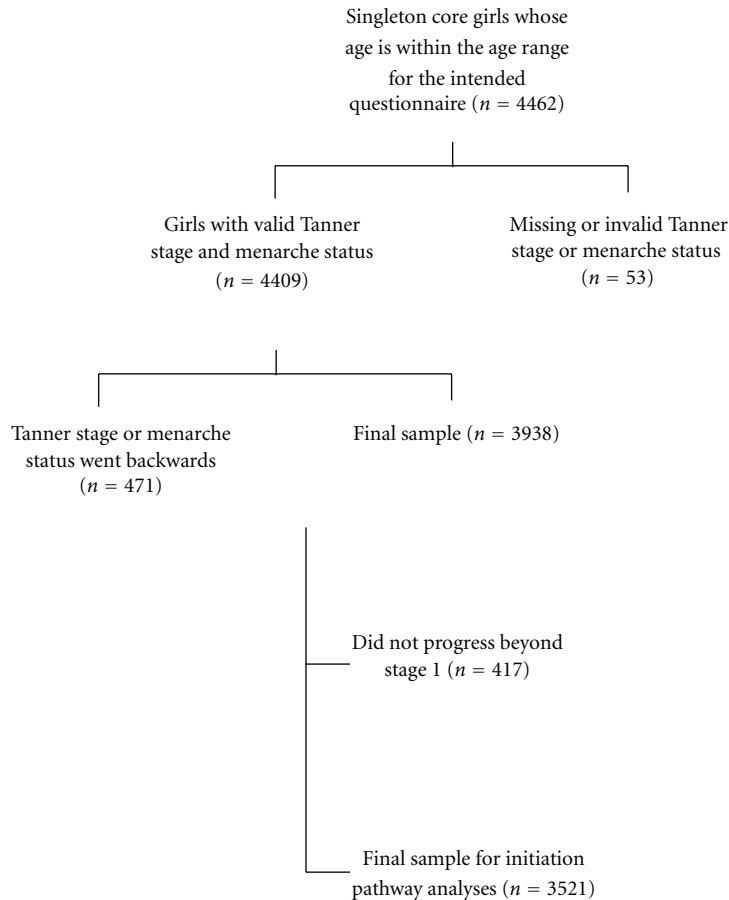 Singleton core girls whose
age is within the age range
for the intended
questionnaire (n = 4462)
Girls with valid Tanner
stage and menarche status
(n = 4409)
Missing or invalid Tanner
stage or menarche status
(n = 53)
Tanner stage or menarche
status went backwards
(n = 471)
Final sample (n = 3938)
Did not progress beyond
stage 1 (n = 417)
Final sample for initiation
pathway analyses (n = 3521)